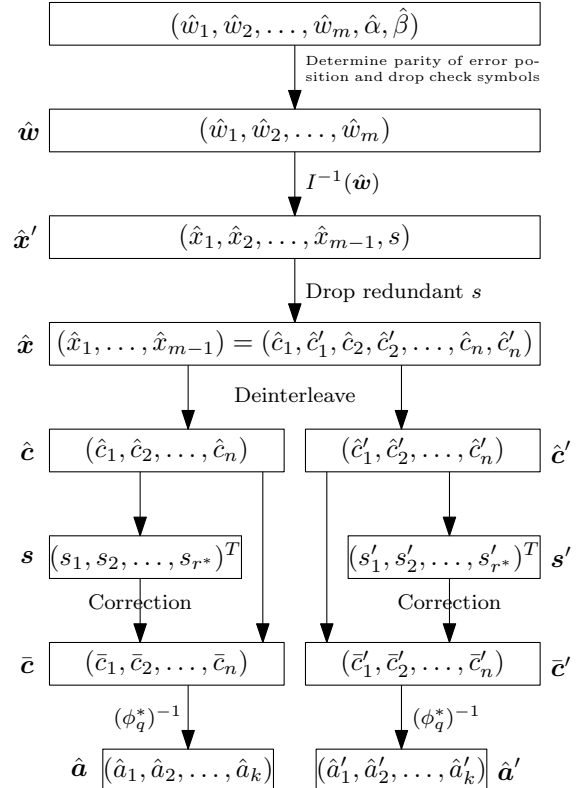 (ŵ₁, ŵ₂, . . . , ŵₘ, α̂, β̂)
Determine parity of error po-
sition and drop check symbols
ŵ (ŵ₁, ŵ₂, . . . , ŵₘ)
I⁻¹(ŵ)
x̂′ (x̂₁, x̂₂, . . . , x̂ₘ₋₁, s)
Drop redundant s
x̂ (x̂₁, . . . , x̂ₘ₋₁) = (ĉ₁, ĉ′₁, ĉ₂, ĉ′₂, . . . , ĉₙ, ĉ′ₙ)
Deinterleave
ĉ (ĉ₁, ĉ₂, . . . , ĉₙ) (ĉ′₁, ĉ′₂, . . . , ĉ′ₙ) ĉ′
s (s₁, s₂, . . . , s_{r*})ᵀ (s′₁, s′₂, . . . , s′_{r*})ᵀ s′
Correction Correction
c̄ (c̄₁, c̄₂, . . . , c̄ₙ) (c̄′₁, c̄′₂, . . . , c̄′ₙ) c̄′
(ϕ*_q)⁻¹ (ϕ*_q)⁻¹
â (â₁, â₂, . . . , âₖ) (â′₁, â′₂, . . . , â′ₖ) â′